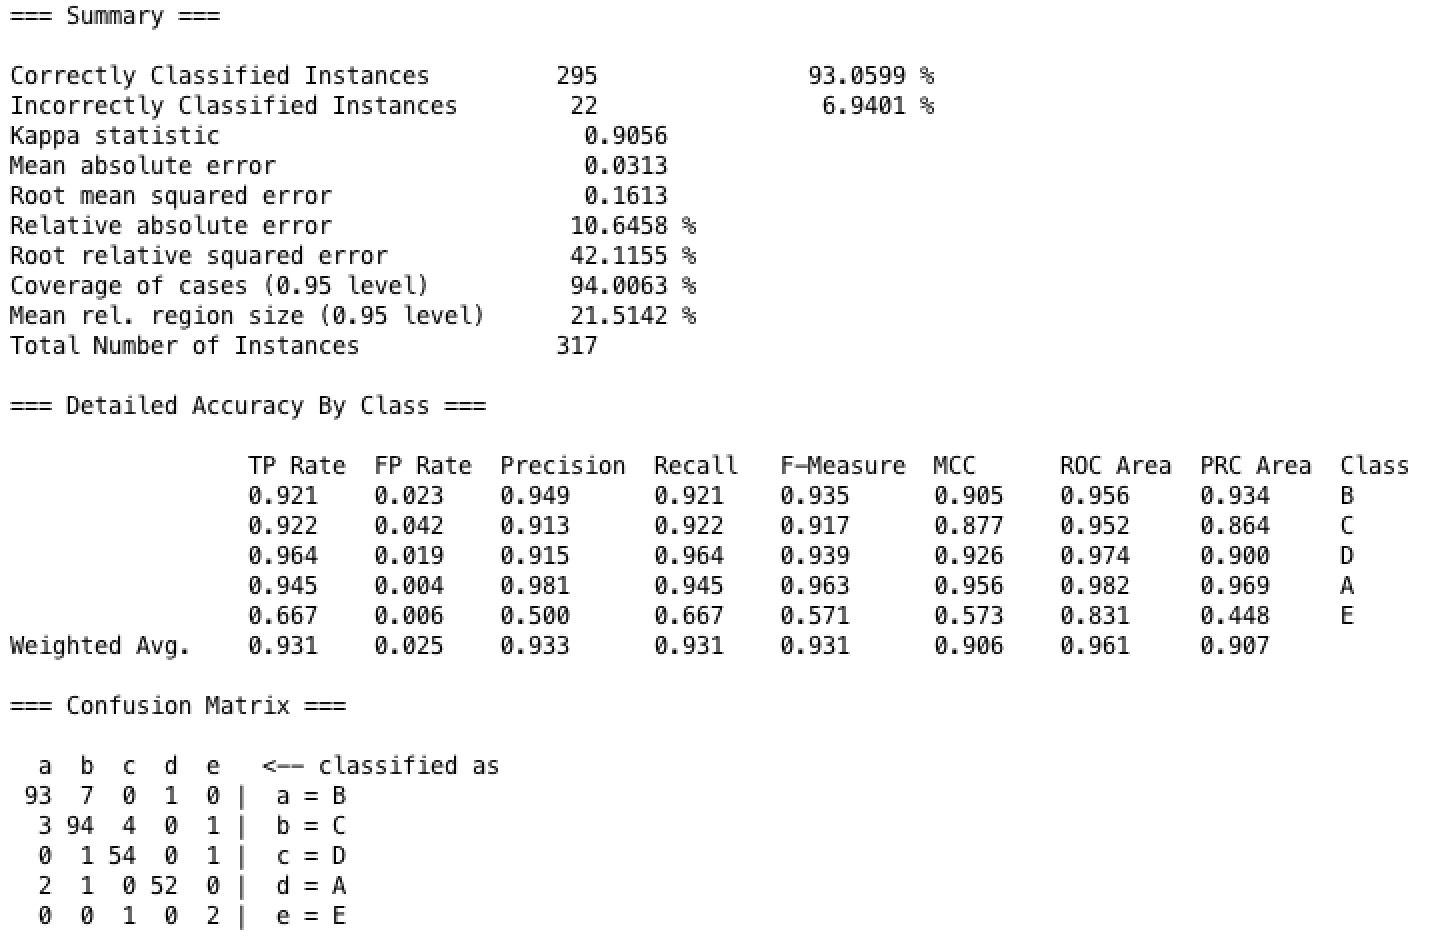 === Summary ===
Correctly Classified Instances 295 93.0599 %
Incorrectly Classified Instances 22 6.9401 %
Kappa statistic 0.9056
Mean absolute error 0.0313
Root mean squared error 0.1613
Relative absolute error 10.6458 %
Root relative squared error 42.1155 %
Coverage of cases (0.95 level) 94.0063 %
Mean rel. region size (0.95 level) 21.5142 %
Total Number of Instances 317
=== Detailed Accuracy By Class ===
TP Rate FP Rate Precision Recall F-Measure MCC ROC Area PRC Area Class
0.921 0.023 0.949 0.921 0.935 0.905 0.956 0.934 B
0.922 0.042 0.913 0.922 0.917 0.877 0.952 0.864 C
0.964 0.019 0.915 0.964 0.939 0.926 0.974 0.900 D
0.945 0.004 0.981 0.945 0.963 0.956 0.982 0.969 A
0.667 0.006 0.500 0.667 0.571 0.573 0.831 0.448 E
Weighted Avg. 0.931 0.025 0.933 0.931 0.931 0.906 0.961 0.907
=== Confusion Matrix ===
a b c d e <-- classified as
93 7 0 1 0 | a = B
3 94 4 0 1 | b = C
0 1 54 0 1 | c = D
2 1 0 52 0 | d = A
0 0 1 0 2 | e = E